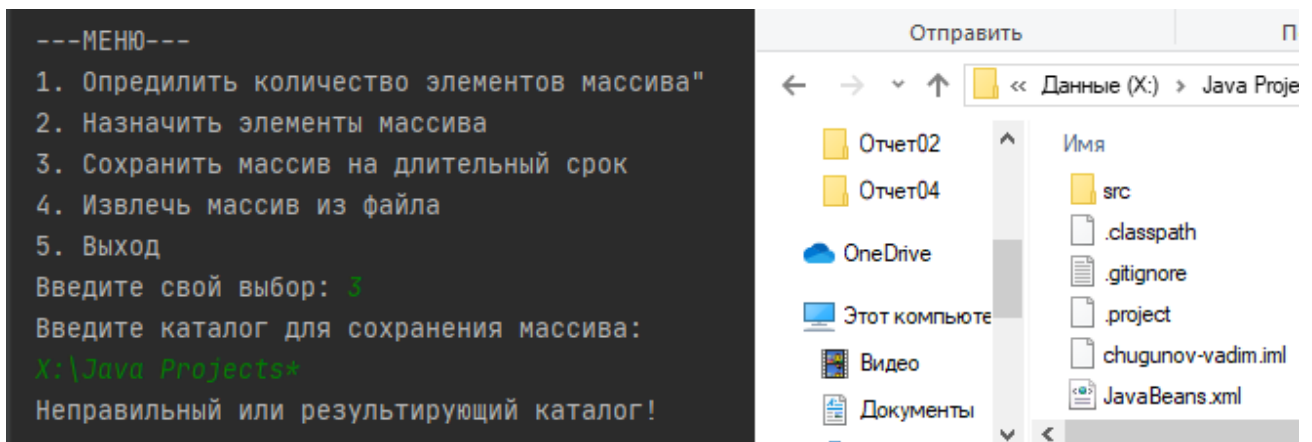 ---МЕНЮ---
1. Опредилить количество элементов массива"
2. Назначить элементы массива
3. Сохранить массив на длительный срок
4. Извлечь массив из файла
5. Выход
Введите свой выбор: 3
Введите каталог для сохранения массива:
X:\Java Projects*
Неправильный или результирующий каталог!
Отправить
П
« Данные (X:) > Java Proje
Отчет02
Отчет04
OneDrive
Этот компьюте
Видео
Документы
Имя
src
.classpath
.gitignore
.project
chugunov-vadim.iml
JavaBeans.xml